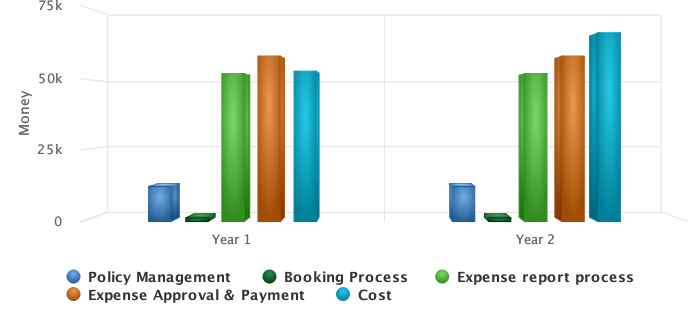 75k
50k
25k
0
Money
Year 1
Year 2
Policy Management
Booking Process
Expense report process
Expense Approval & Payment
Cost